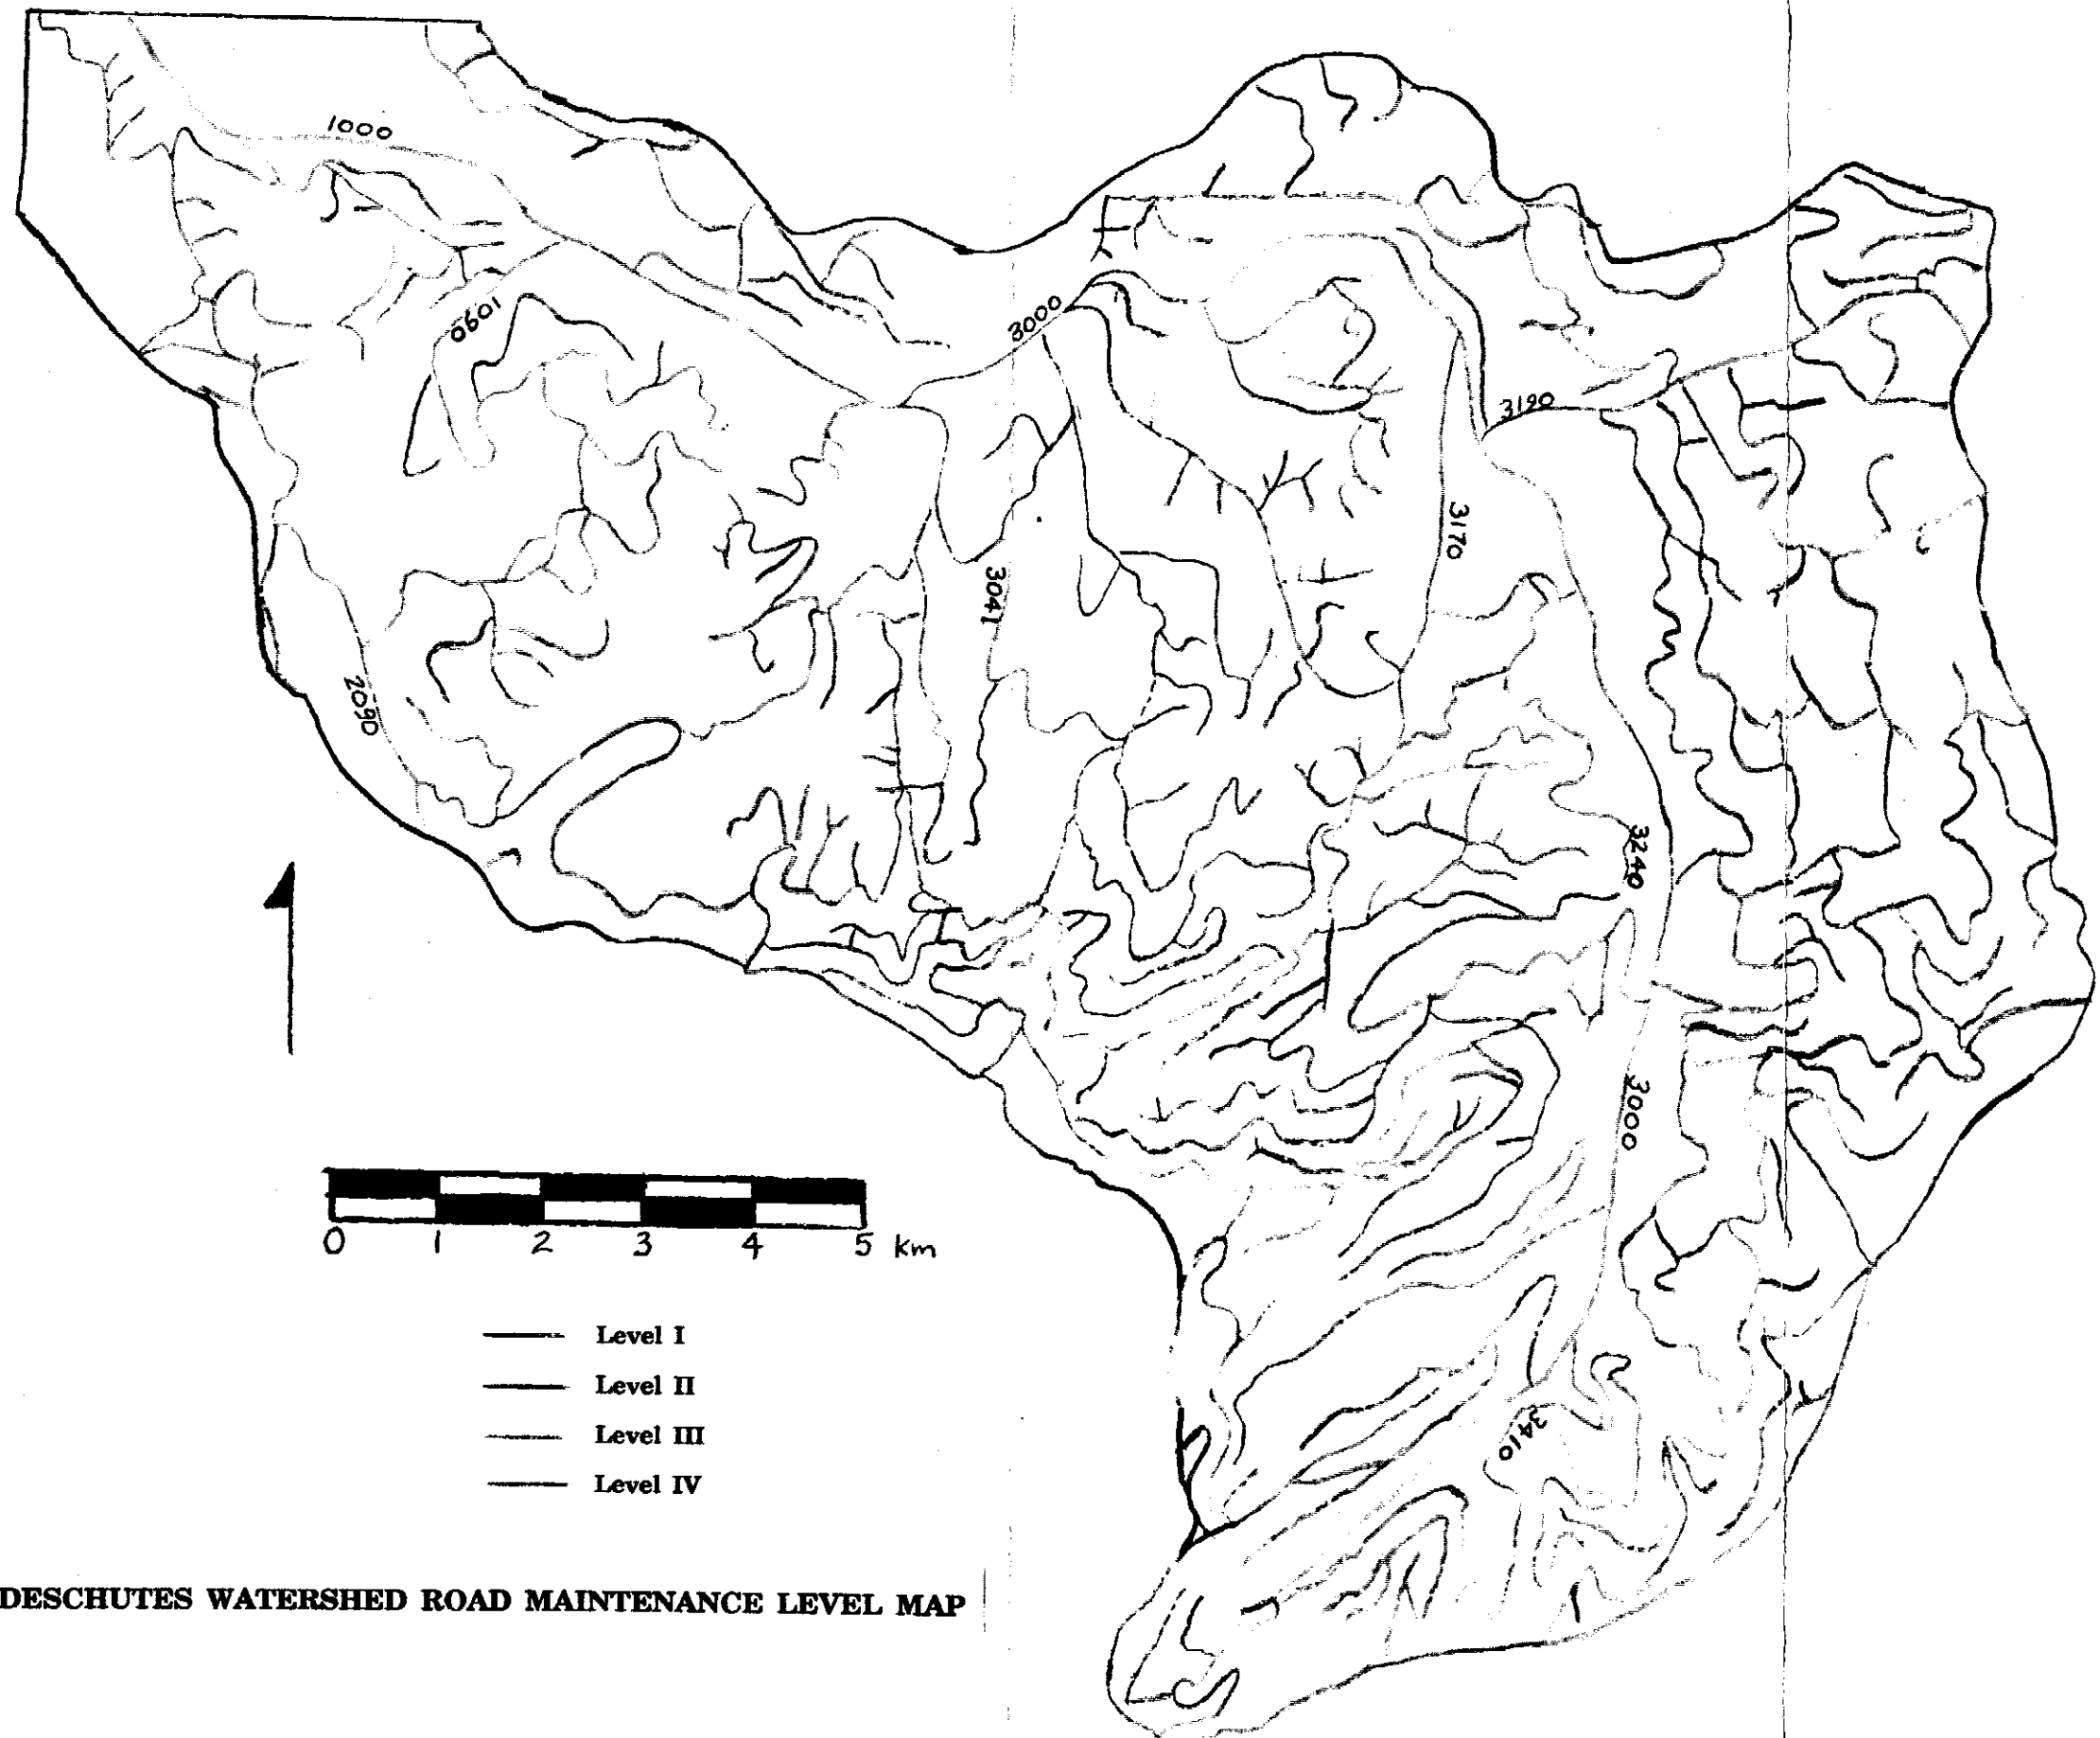 1000
1090
3000
3190
3170
3041
2090
3240
3000
3410
0 1 2 3 4 5 km
Level I
Level II
Level III
Level IV
DESCHUTES WATERSHED ROAD MAINTENANCE LEVEL MAP